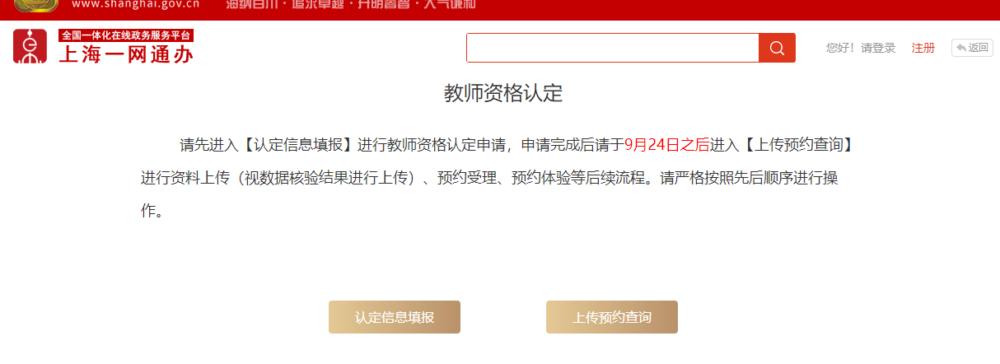 www.shanghai.gov.cn
海纳百川·追求卓越·开明睿智·大气谦和
全国一体化在线政务服务平台
上海一网通办
您好！请登录 注册 返回
教师资格认定
请先进入【认定信息填报】进行教师资格认定申请，申请完成后请于9月24日之后进入【上传预约查询】
进行资料上传（视数据核验结果进行上传）、预约受理、预约体验等后续流程。请严格按照先后顺序进行操
作。
认定信息填报 上传预约查询